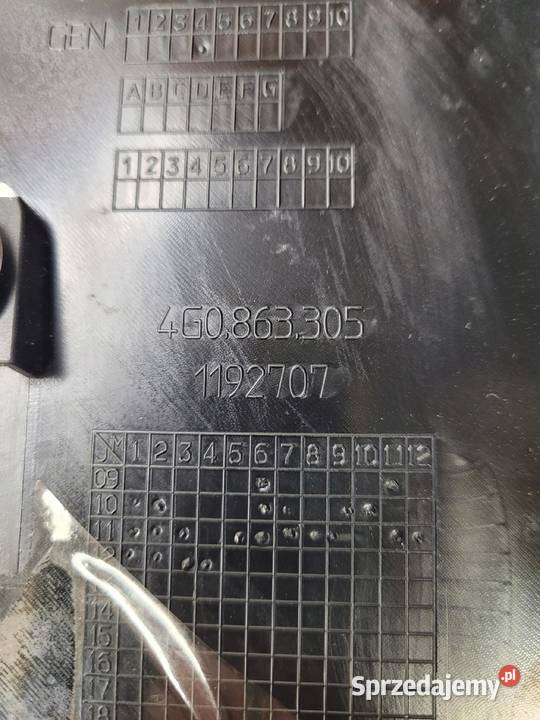 GEN 1 2 3 4 5 6 7 8 9 10
A B C D E F G
1 2 3 4 5 6 7 8 9 10
4G0.863.305
1192707
JM 1 2 3 4 5 6 7 8 9 10 11 12
09
10
11
12
14
15
16
17
18
Sprzedajemy.pl